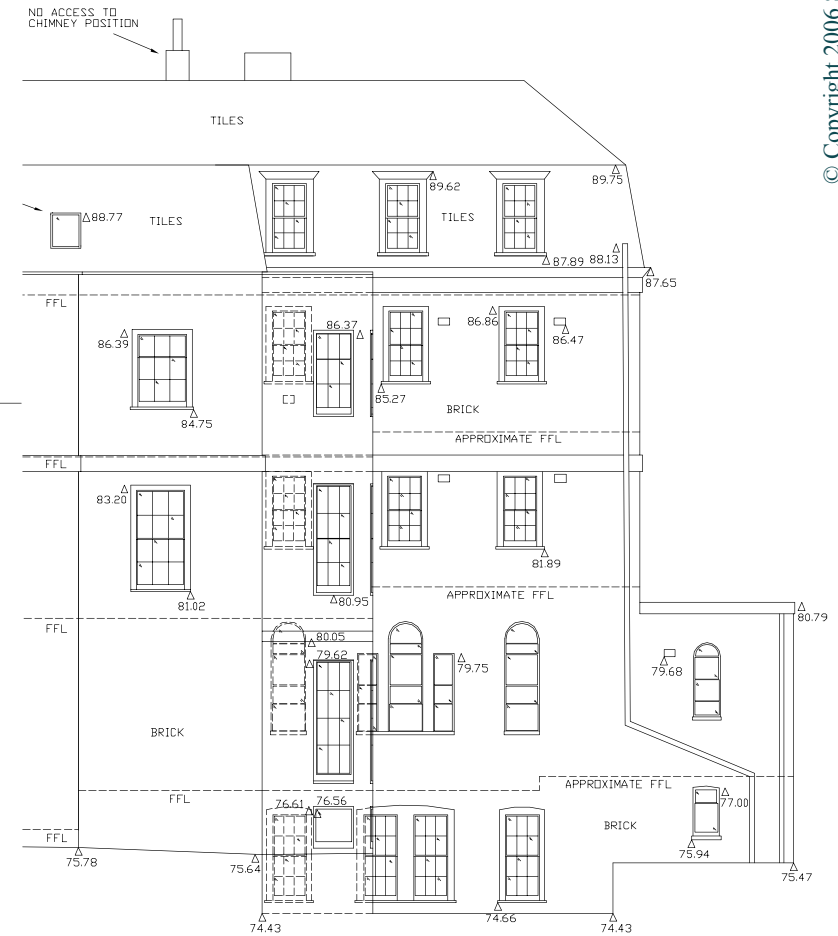 NO ACCESS TO
CHIMNEY POSITION
© Copyright 2006
TILES
89.62
89.75
88.77
TILES
TILES
87.89
88.13
87.65
FFL
86.37
86.86
86.39
86.47
85.27
84.75
BRICK
APPROXIMATE FFL
FFL
83.20
81.89
81.02
80.95
APPROXIMATE FFL
80.79
FFL
80.05
79.62
79.75
79.68
BRICK
APPROXIMATE FFL
FFL
76.61
76.56
77.00
BRICK
FFL
75.94
75.78
75.64
75.47
74.66
74.43
74.43